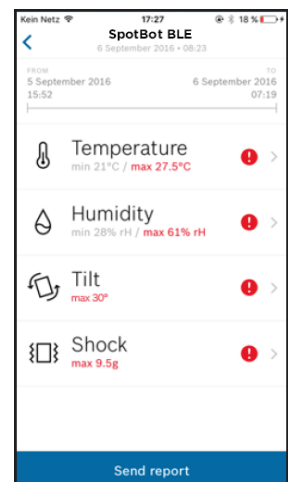 Kein Netz 17:27 18 %
SpotBot BLE
6 September 2016 • 08:23
FROM TO
5 September 2016 6 September 2016
15:52 07:19
Temperature
min 21°C / max 27.5°C
Humidity
min 28% rH / max 61% rH
Tilt
max 30°
Shock
max 9.5g
Send report